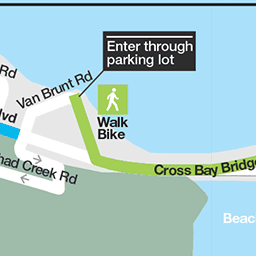 Enter through
parking lot
Rd
Van Brunt Rd
Walk
Bike
lvd
had Creek Rd
Cross Bay Bridge
Beac